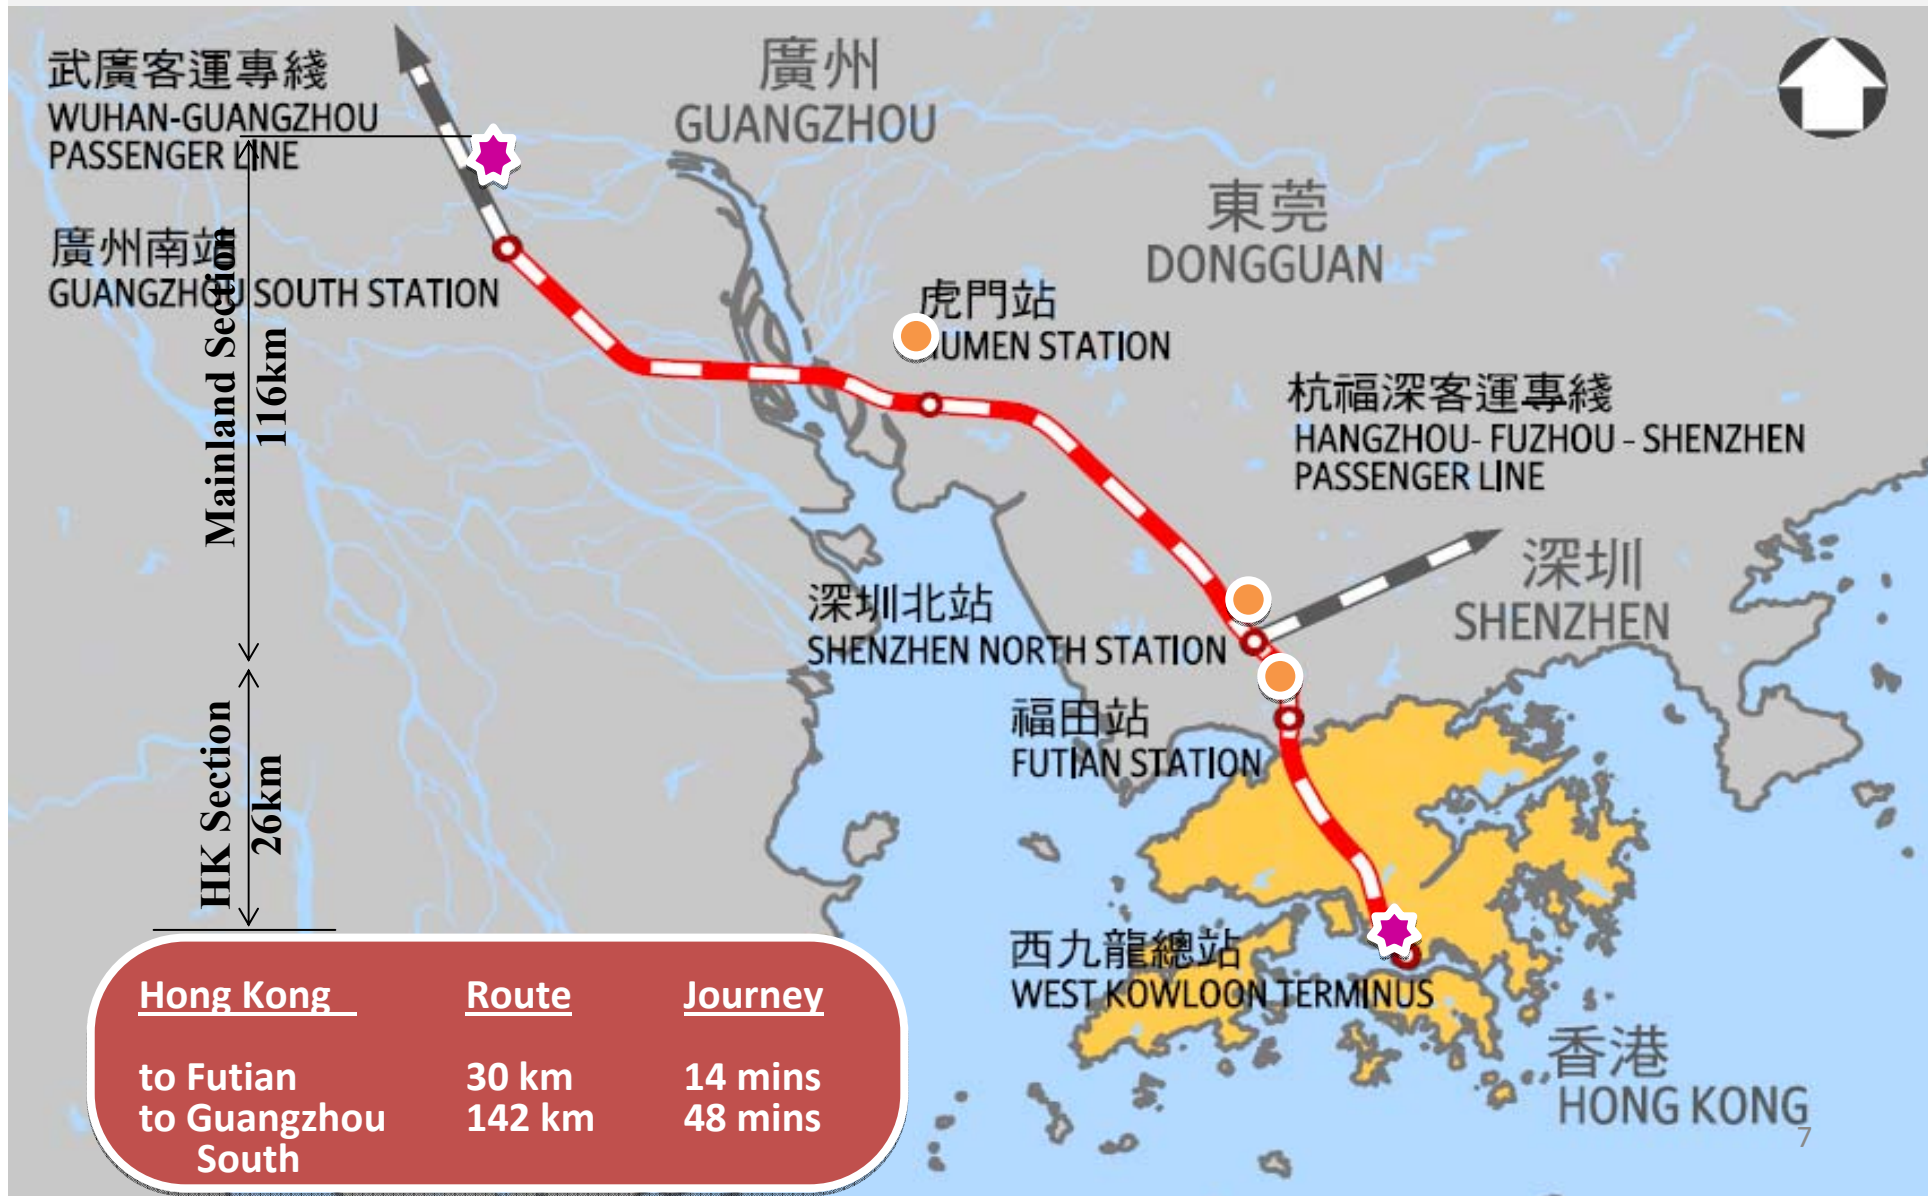 武廣客運專綫
WUHAN-GUANGZHOU
PASSENGER LINE
廣州
GUANGZHOU
廣州南站
GUANGZHOU SOUTH STATION
東莞
DONGGUAN
虎門站
HUMEN STATION
杭福深客運專綫
HANGZHOU- FUZHOU - SHENZHEN
PASSENGER LINE
深圳
SHENZHEN
深圳北站
SHENZHEN NORTH STATION
福田站
FUTIAN STATION
西九龍總站
WEST KOWLOON TERMINUS
香港
HONG KONG
Mainland Section
116km
HK Section
26km
Hong Kong Route Journey
to Futian 30 km 14 mins
to Guangzhou 142 km 48 mins
South
7